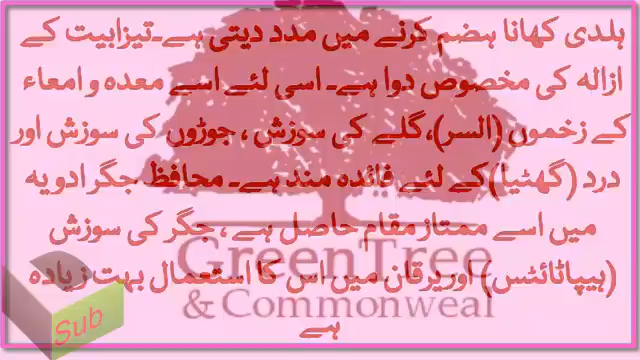 ہلدی کھانا ہضم کرنے میں مدد دیتی ہے۔تیزابیت کے
ازالہ کی مخصوص دوا ہے۔ اسی لئے اسے معدہ و امعاء
کے زخموں (السر)،گلے کی سوزش ، جوڑوں کی سوزش اور
درد (گھٹیا)کے لئے فائدہ مند ہے۔ محافظ جگر ادویہ
میں اسے ممتاز مقام حاصل ہے ، جگر کی سوزش
(ہیپاٹائٹس) اور یرقان میں اس کا استعمال بہت زیادہ
ہے
GreenTree
& Commonweal
Sub